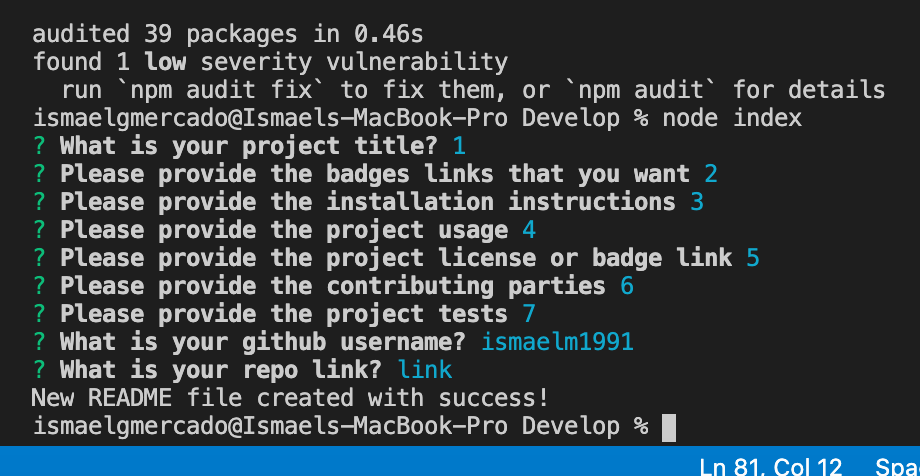 audited 39 packages in 0.46s
found 1 low severity vulnerability
  run `npm audit fix` to fix them, or `npm audit` for details
ismaelgmercado@Ismaels-MacBook-Pro Develop % node index
? What is your project title? 1
? Please provide the badges links that you want 2
? Please provide the installation instructions 3
? Please provide the project usage 4
? Please provide the project license or badge link 5
? Please provide the contributing parties 6
? Please provide the project tests 7
? What is your github username? ismaelm1991
? What is your repo link? link
New README file created with success!
ismaelgmercado@Ismaels-MacBook-Pro Develop %
Ln 81, Col 12 Spa